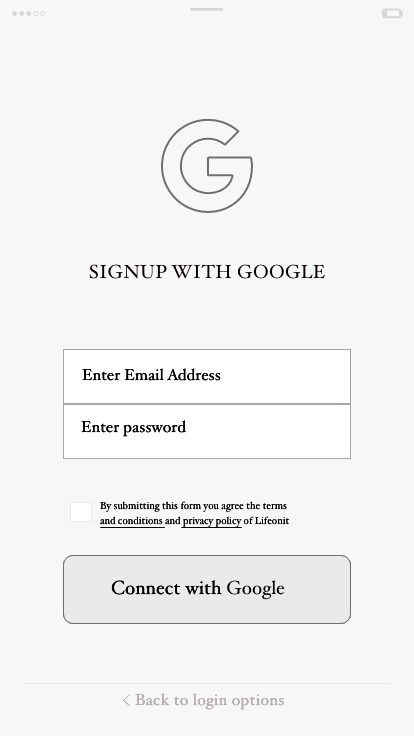 SIGNUP WITH GOOGLE
Enter Email Address
Enter password
By submitting this form you agree the terms
and conditions and privacy policy of Lifeonit
Connect with Google
< Back to login options